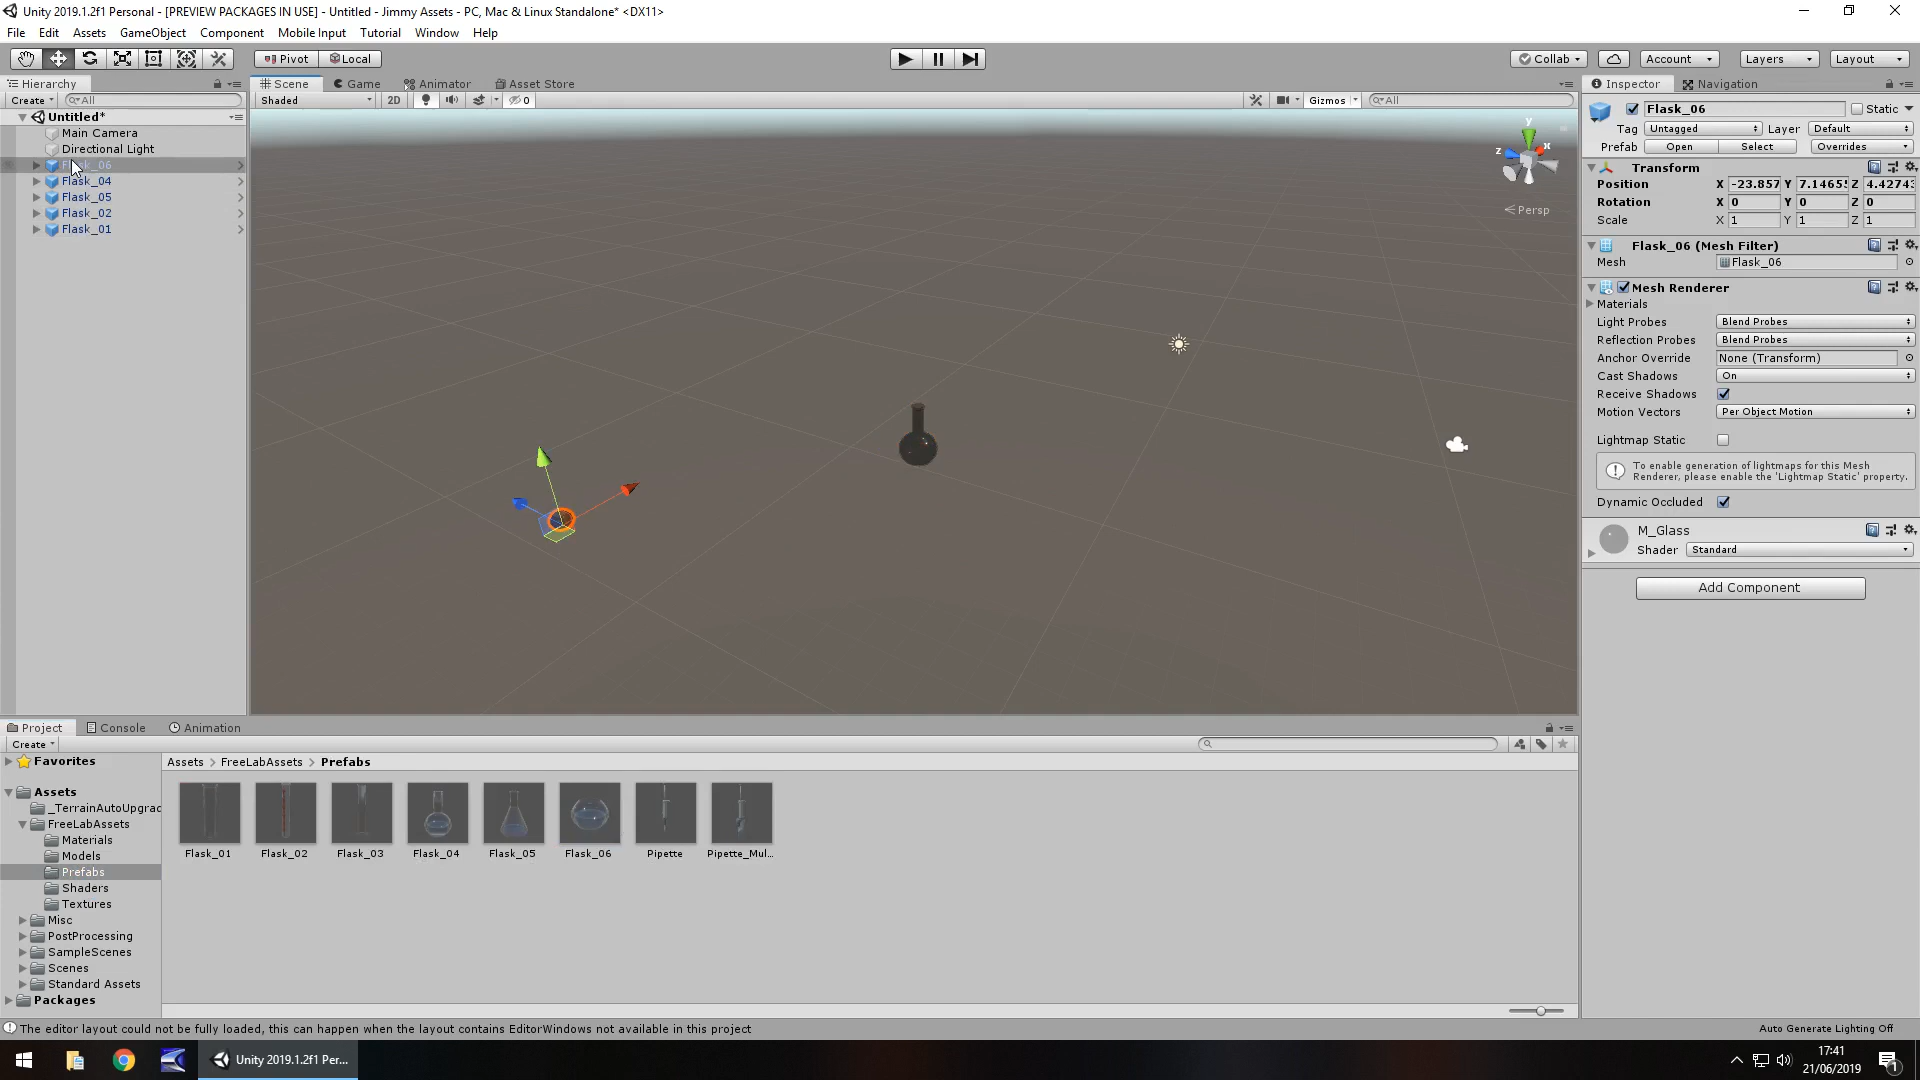 Unity 2019.1.2f1 Personal - [PREVIEW PACKAGES IN USE] - Untitled - Jimmy Assets - PC, Mac & Linux Standalone* <DX11>
File Edit Assets GameObject Component Mobile Input Tutorial Window Help
Pivot Local Collab Account Layers Layout
Hierarchy Scene Game Animator Asset Store Inspector Navigation
Create All Shaded 2D 0 Gizmos All
Untitled*
Main Camera
Directional Light
Flask_06
Flask_04
Flask_05
Flask_02
Flask_01
y
z x
Persp
Flask_06 Static
Tag Untagged Layer Default
Prefab Open Select Overrides
Transform
Position X -23.857 Y 7.1465 Z 4.4274
Rotation X 0 Y 0 Z 0
Scale X 1 Y 1 Z 1
Flask_06 (Mesh Filter)
Mesh Flask_06
Mesh Renderer
Materials
Light Probes Blend Probes
Reflection Probes Blend Probes
Anchor Override None (Transform)
Cast Shadows On
Receive Shadows
Motion Vectors Per Object Motion
Lightmap Static
To enable generation of lightmaps for this Mesh
Renderer, please enable the 'Lightmap Static' property.
Dynamic Occluded
M_Glass
Shader Standard
Add Component
Project Console Animation
Create
Favorites
Assets
_TerrainAutoUpgrac
FreeLabAssets
Materials
Models
Prefabs
Shaders
Textures
Misc
PostProcessing
SampleScenes
Scenes
Standard Assets
Packages
Assets > FreeLabAssets > Prefabs
Flask_01 Flask_02 Flask_03 Flask_04 Flask_05 Flask_06 Pipette Pipette_Mul...
The editor layout could not be fully loaded, this can happen when the layout contains EditorWindows not available in this project
Auto Generate Lighting Off
Unity 2019.1.2f1 Per...
17:41
21/06/2019
1